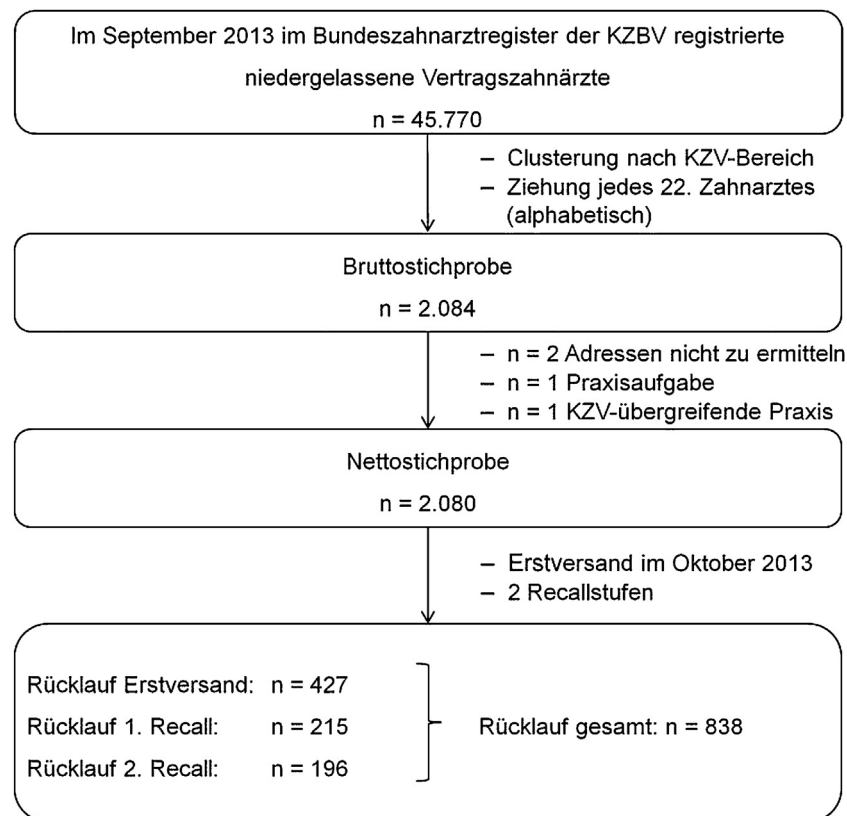 Im September 2013 im Bundeszahnarztregister der KZBV registrierte
niedergelassene Vertragszahnärzte
n = 45.770
– Clusterung nach KZV-Bereich
– Ziehung jedes 22. Zahnarztes
(alphabetisch)
Bruttostichprobe
n = 2.084
– n = 2 Adressen nicht zu ermitteln
– n = 1 Praxisaufgabe
– n = 1 KZV-übergreifende Praxis
Nettostichprobe
n = 2.080
– Erstversand im Oktober 2013
– 2 Recallstufen
Rücklauf Erstversand: n = 427
Rücklauf 1. Recall: n = 215
Rücklauf 2. Recall: n = 196
Rücklauf gesamt: n = 838